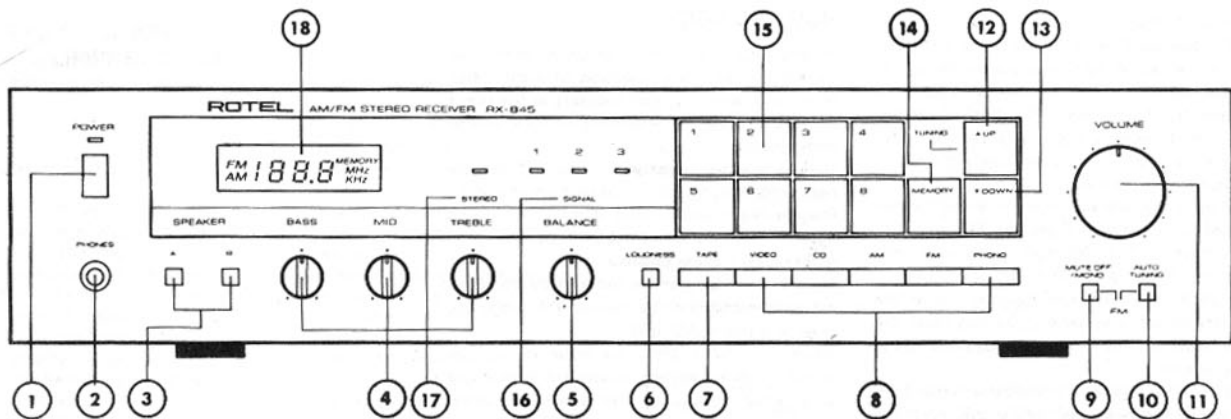 18 15 14 12 13
ROTEL AM/FM STEREO RECEIVER RX-845
POWER
VOLUME
1 2 3 4 TUNING ▲ UP
FM 188.8 MEMORY
AM MHz
KHz
1 2 3
STEREO SIGNAL
5 6 7 8 MEMORY ▼ DOWN
SPEAKER BASS MID TREBLE BALANCE
PHONES
A B
LOUDNESS TAPE VIDEO CD AM FM PHONO
MUTE OFF /MONO AUTO TUNING
FM
1 2 3 4 17 16 5 6 7 8 9 10 11